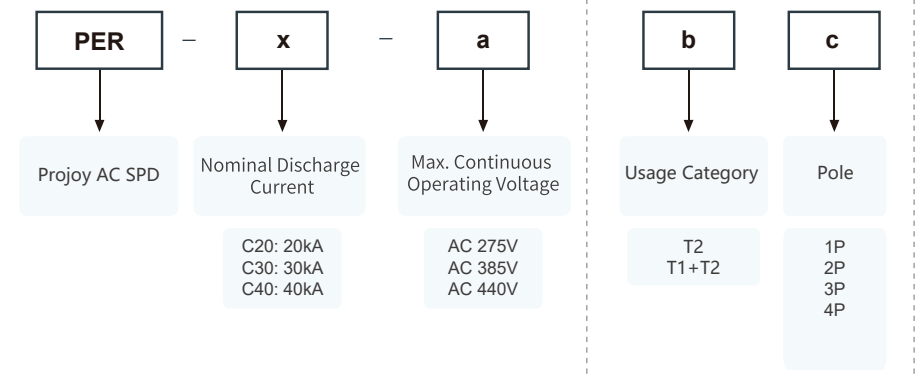 PER – x – a b c
Projoy AC SPD
Nominal Discharge
Current
Max. Continuous
Operating Voltage
Usage Category
Pole
C20: 20kA
C30: 30kA
C40: 40kA
AC 275V
AC 385V
AC 440V
T2
T1+T2
1P
2P
3P
4P